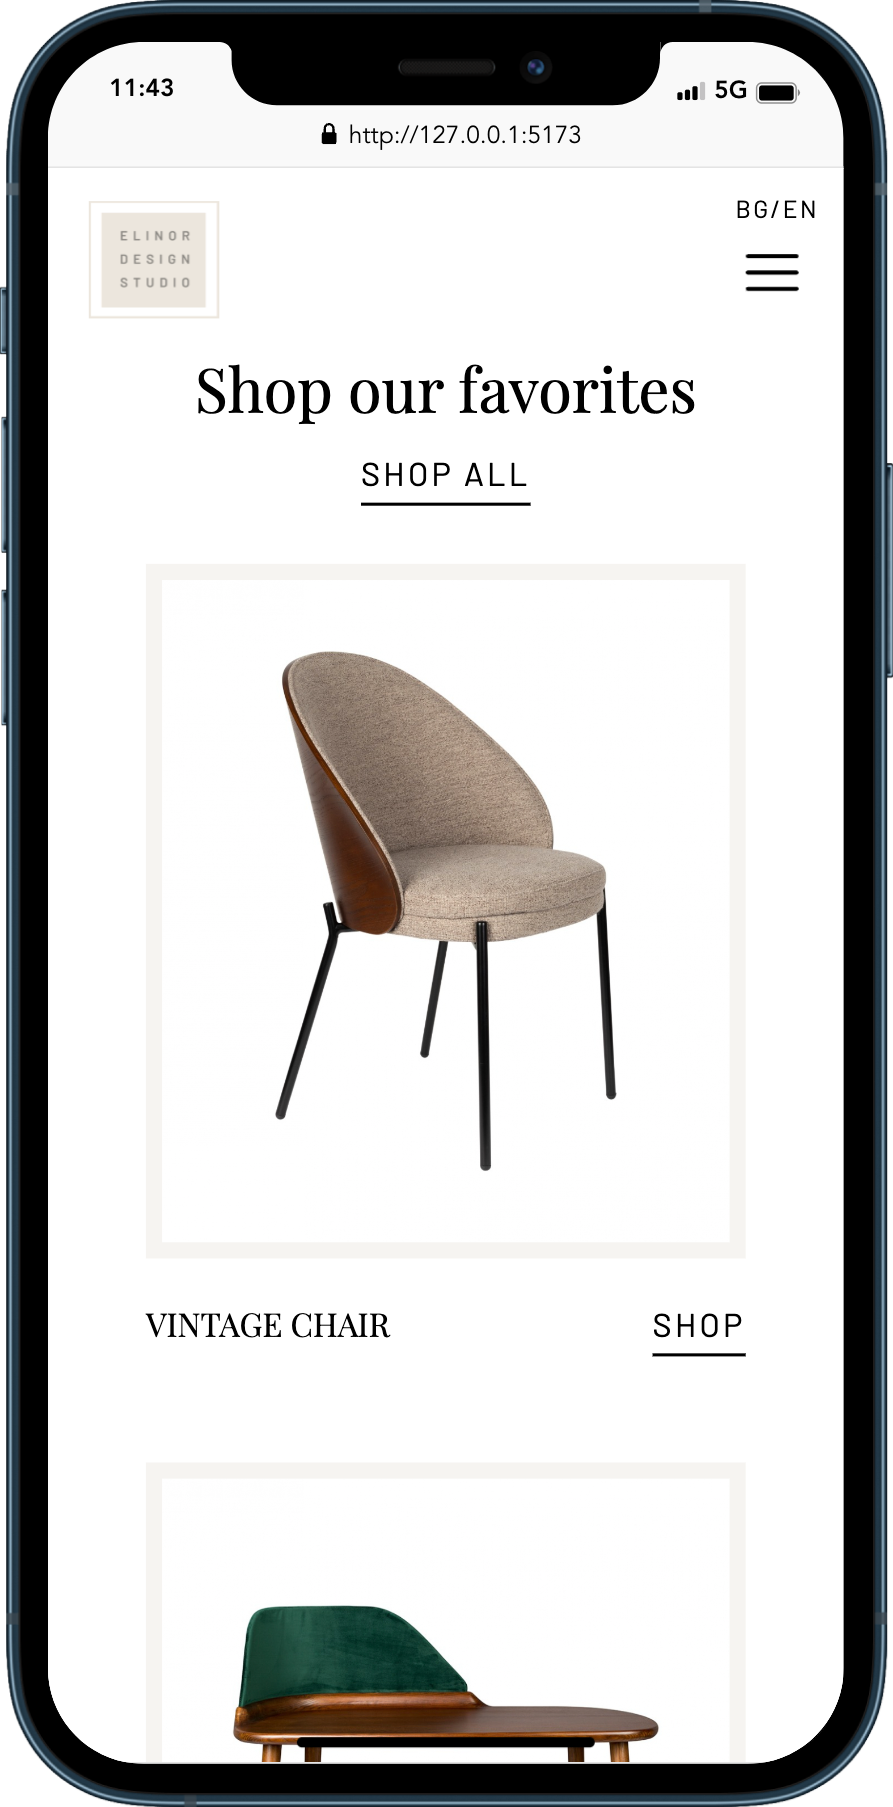 11:43
5G
http://127.0.0.1:5173
BG/EN
ELINOR
DESIGN
STUDIO
Shop our favorites
SHOP ALL
VINTAGE CHAIR
SHOP